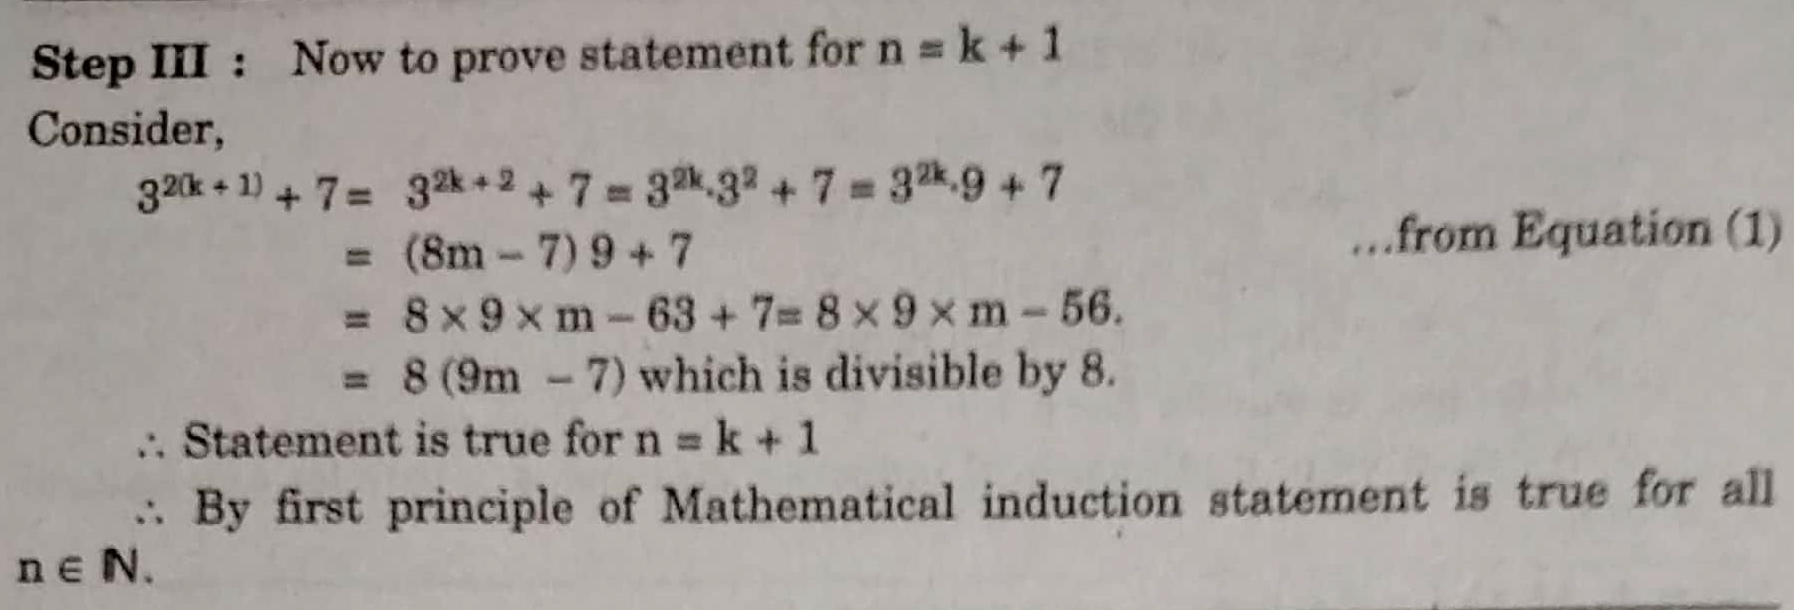 Step III : Now to prove statement for n = k + 1
Consider,
3^{2(k + 1)} + 7 = 3^{2k + 2} + 7 = 3^{2k}.3^2 + 7 = 3^{2k}.9 + 7
= (8m – 7) 9 + 7 ...from Equation (1)
= 8 × 9 × m – 63 + 7= 8 × 9 × m – 56.
= 8 (9m – 7) which is divisible by 8.
∴ Statement is true for n = k + 1
∴ By first principle of Mathematical induction statement is true for all
n ∈ N.